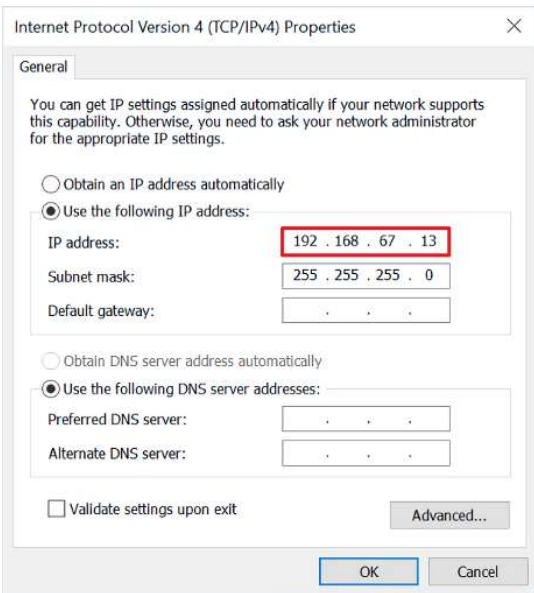 Internet Protocol Version 4 (TCP/IPv4) Properties
General
You can get IP settings assigned automatically if your network supports
this capability. Otherwise, you need to ask your network administrator
for the appropriate IP settings.
Obtain an IP address automatically
Use the following IP address:
IP address: 192 . 168 . 67 . 13
Subnet mask: 255 . 255 . 255 . 0
Default gateway: . . .
Obtain DNS server address automatically
Use the following DNS server addresses:
Preferred DNS server: . . .
Alternate DNS server: . . .
Validate settings upon exit
Advanced...
OK Cancel